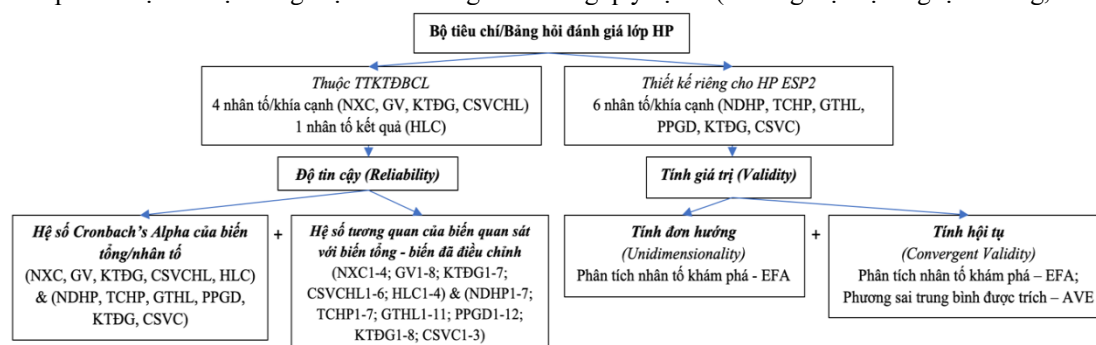 Bộ tiêu chí/Bảng hỏi đánh giá lớp HP
Thuộc TTKTĐBCL
4 nhân tố/khía cạnh (NXC, GV, KTĐG, CSVCHL)
1 nhân tố kết quả (HLC)
Thiết kế riêng cho HP ESP2
6 nhân tố/khía cạnh (NDHP, TCHP, GTHL,
PPGD, KTĐG, CSVC)
Độ tin cậy (Reliability)
Tính giá trị (Validity)
Hệ số Cronbach's Alpha của biến
tổng/nhân tố
(NXC, GV, KTĐG, CSVCHL, HLC)
& (NDHP, TCHP, GTHL, PPGD,
KTĐG, CSVC)
+
Hệ số tương quan của biến quan sát
với biến tổng - biến đã điều chỉnh
(NXC1-4; GV1-8; KTĐG1-7;
CSVCHL1-6; HLC1-4) & (NDHP1-7;
TCHP1-7; GTHL1-11; PPGD1-12;
KTĐG1-8; CSVC1-3)
Tính đơn hướng
(Unidimensionality)
Phân tích nhân tố khám phá - EFA
+
Tính hội tụ
(Convergent Validity)
Phân tích nhân tố khám phá – EFA;
Phương sai trung bình được trích – AVE